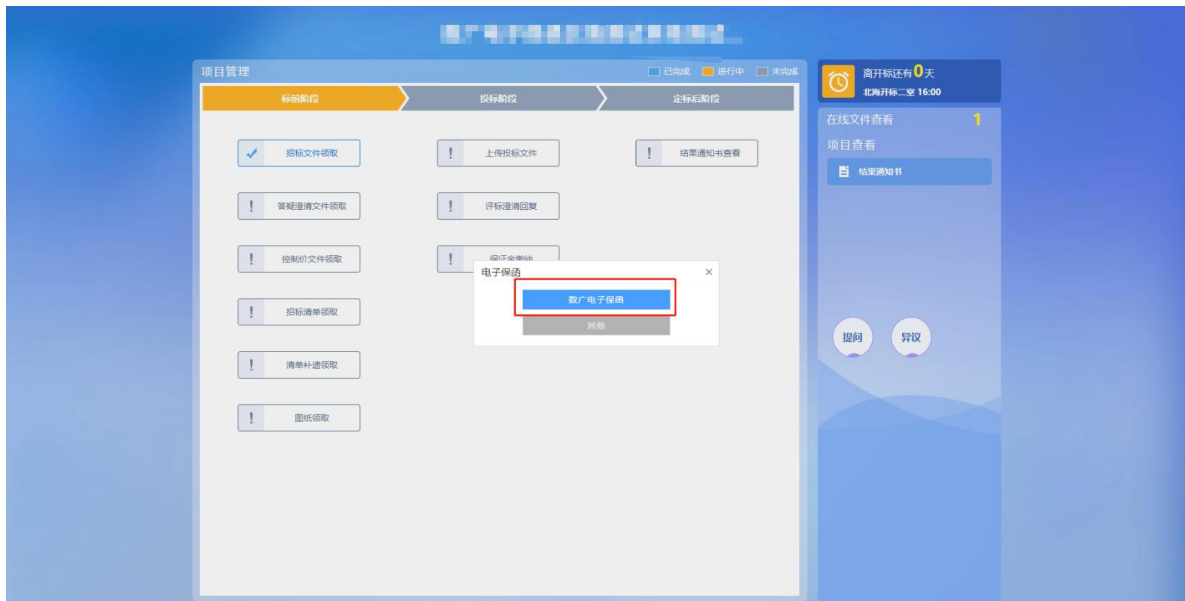 项目管理
已完成 进行中 未完成
标前阶段 投标阶段 定标后阶段
招标文件领取 上传投标文件 结果通知书查看
答疑澄清文件领取 评标澄清回复
控制价文件领取
招标清单领取
清单补遗领取
图纸领取
电子保函 ×
数广电子保函
其他
离开标还有0天
北海开标二室 16:00
在线文件查看 1
项目查看
结果通知书
提问 异议